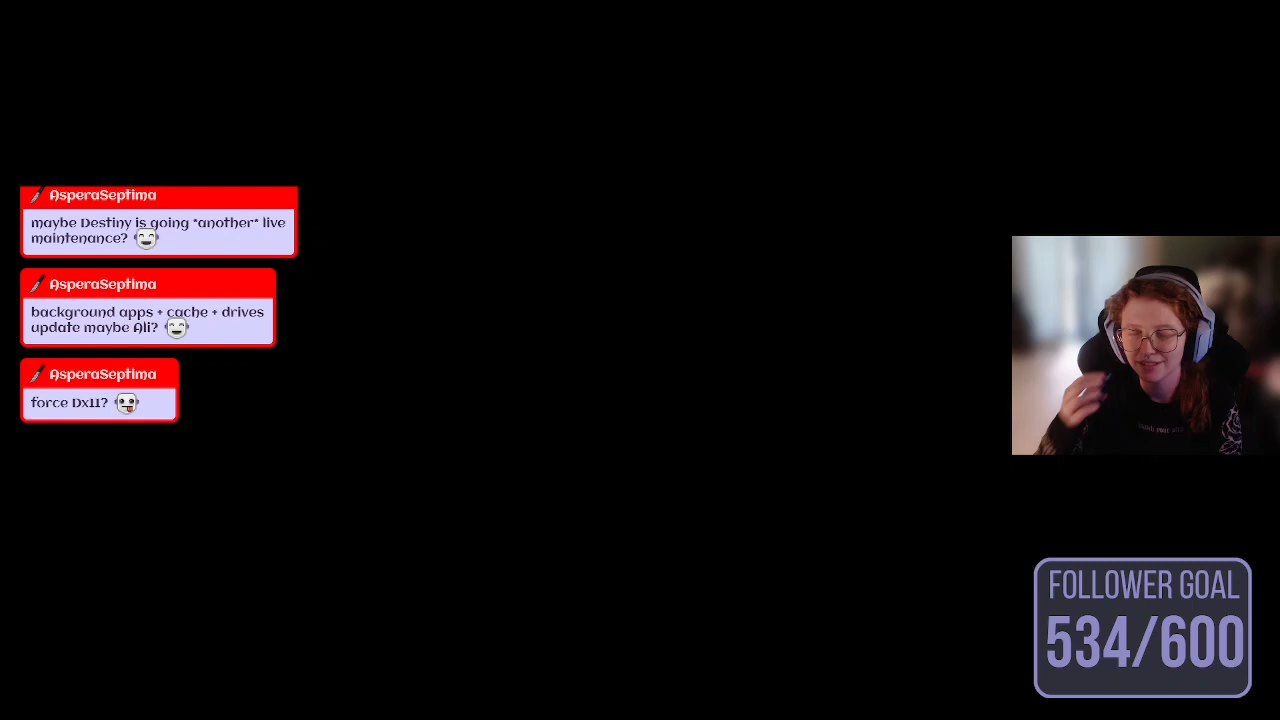 AsperaSeptima
maybe Destiny is going *another* live
maintenance?
AsperaSeptima
background apps + cache + drives
update maybe Ali?
AsperaSeptima
force Dx11?
FOLLOWER GOAL
534/600